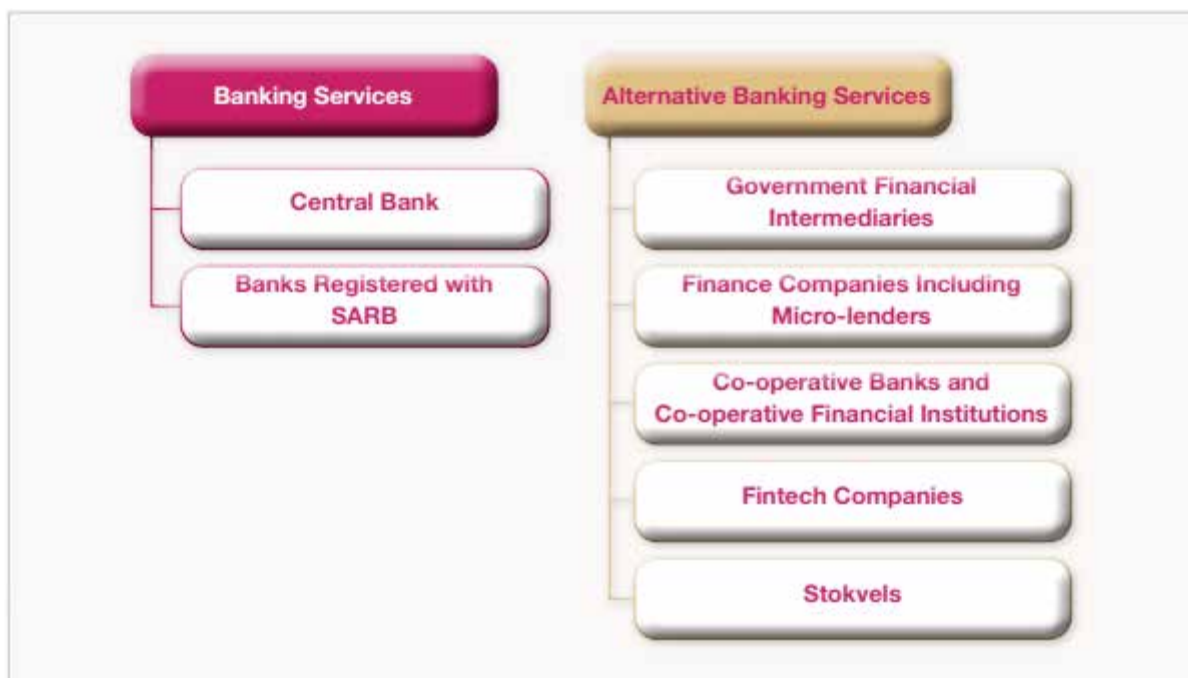 Banking Services
Central Bank
Banks Registered with
SARB
Alternative Banking Services
Government Financial
Intermediaries
Finance Companies Including
Micro-lenders
Co-operative Banks and
Co-operative Financial Institutions
Fintech Companies
Stokvels